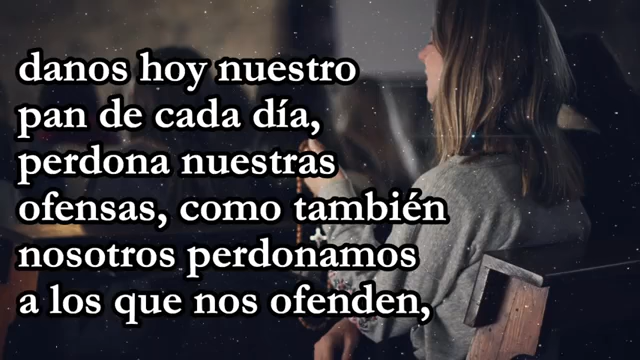 danos hoy nuestro
pan de cada día,
perdona nuestras
ofensas, como también
nosotros perdonamos
a los que nos ofenden,